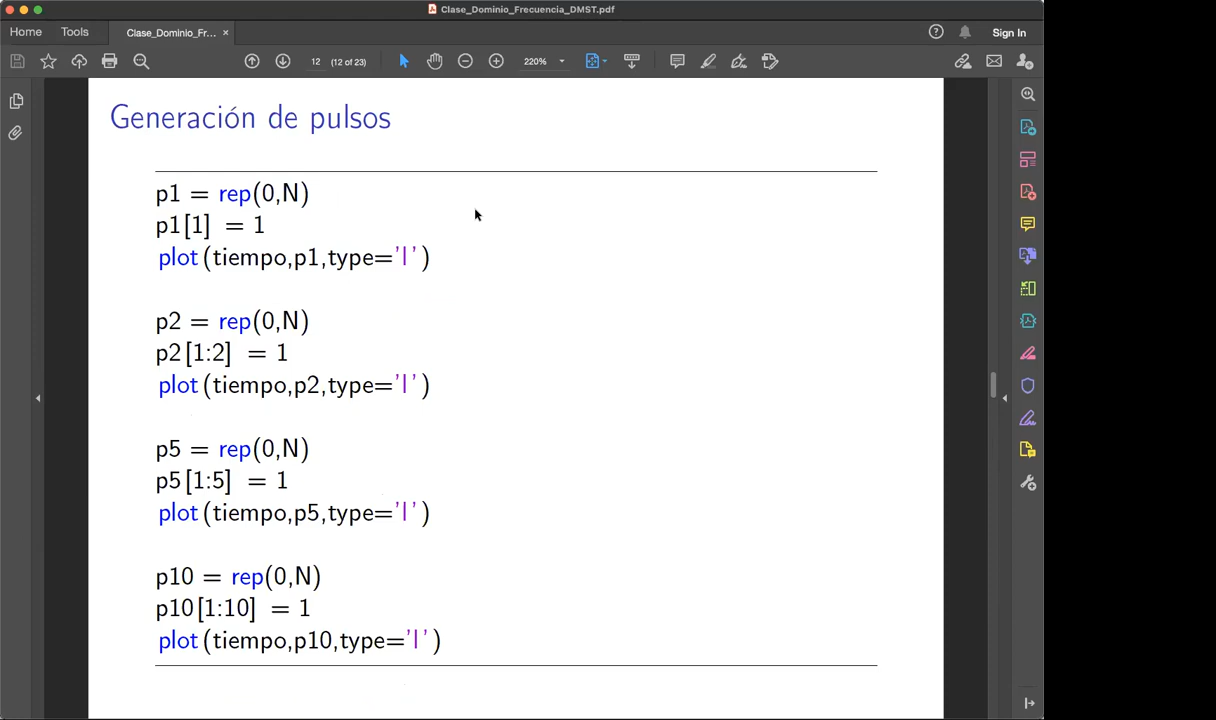 Clase_Dominio_Frecuencia_DMST.pdf
Home
Tools
Clase_Dominio_Fr...
Sign In
12
(12 of 23)
220%
Generación de pulsos
p1 = rep(0,N)
p1[1] = 1
plot(tiempo,p1,type='l')
p2 = rep(0,N)
p2[1:2] = 1
plot(tiempo,p2,type='l')
p5 = rep(0,N)
p5[1:5] = 1
plot(tiempo,p5,type='l')
p10 = rep(0,N)
p10[1:10] = 1
plot(tiempo,p10,type='l')